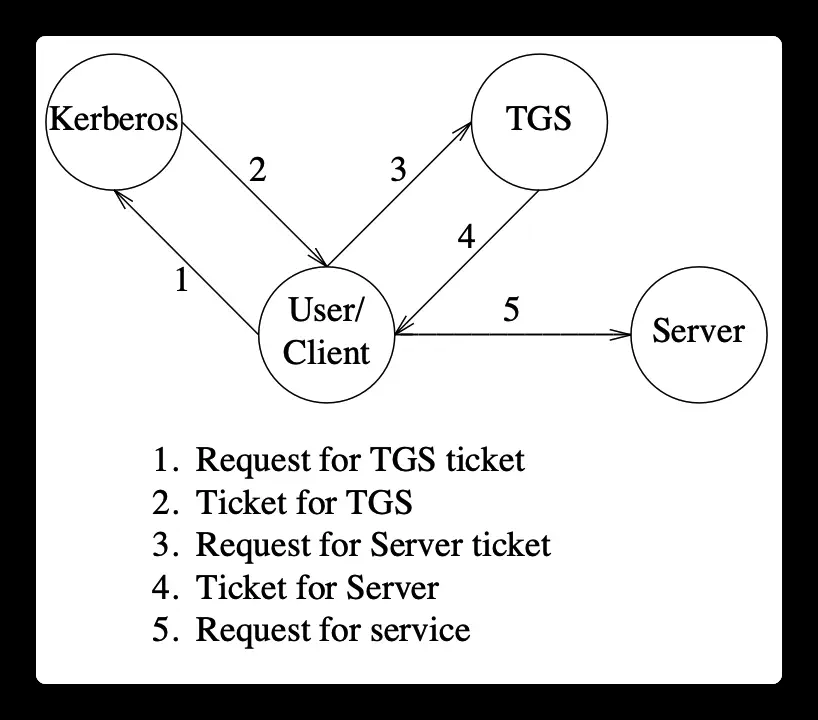 Kerberos
TGS
2
3
4
1
User/
Client
5
Server
1. Request for TGS ticket
2. Ticket for TGS
3. Request for Server ticket
4. Ticket for Server
5. Request for service